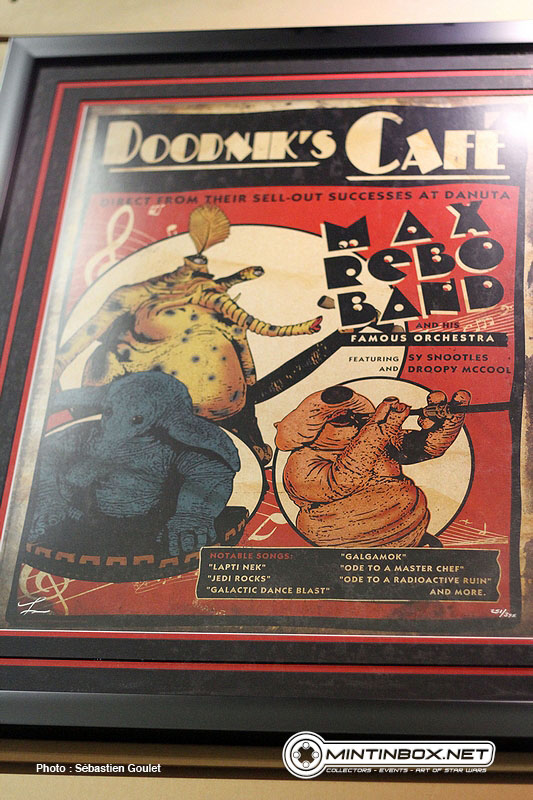 DOODNIK'S CAFÉ
DIRECT FROM THEIR SELL-OUT SUCCESSES AT DANUTA
MAX
REBO
BAND
AND HIS
FAMOUS ORCHESTRA
FEATURING SY SNOOTLES
AND DROOPY MCCOOL
NOTABLE SONGS:
"LAPTI NEK"
"JEDI ROCKS"
"GALACTIC DANCE BLAST"
"GALGAMOK"
"ODE TO A MASTER CHEF"
"ODE TO A RADIOACTIVE RUIN"
AND MORE.
MINTINBOX.NET
COLLECTORS - EVENTS - ART OF STAR WARS
Photo : Sébastien Goulet